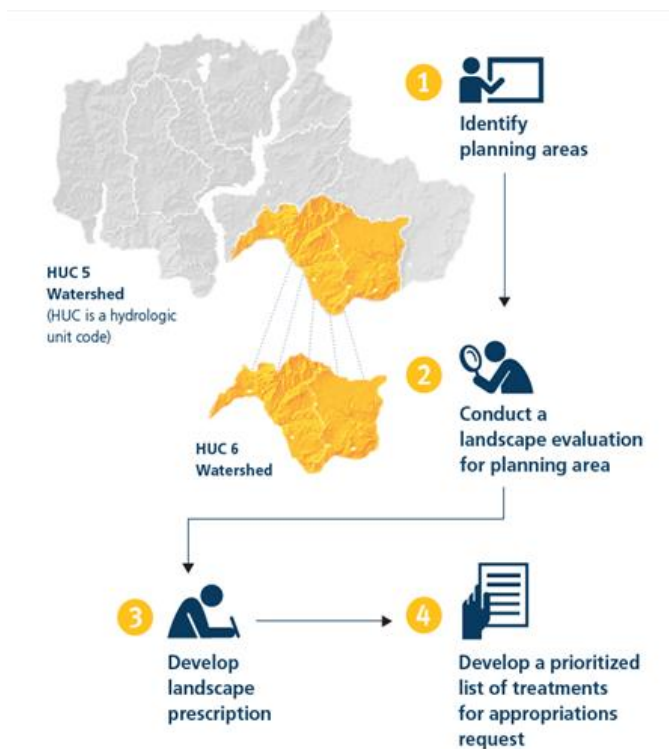 1
Identify
planning areas
HUC 5
Watershed
(HUC is a hydrologic
unit code)
2
Conduct a
landscape evaluation
for planning area
HUC 6
Watershed
3
Develop
landscape
prescription
4
Develop a prioritized
list of treatments
for appropriations
request